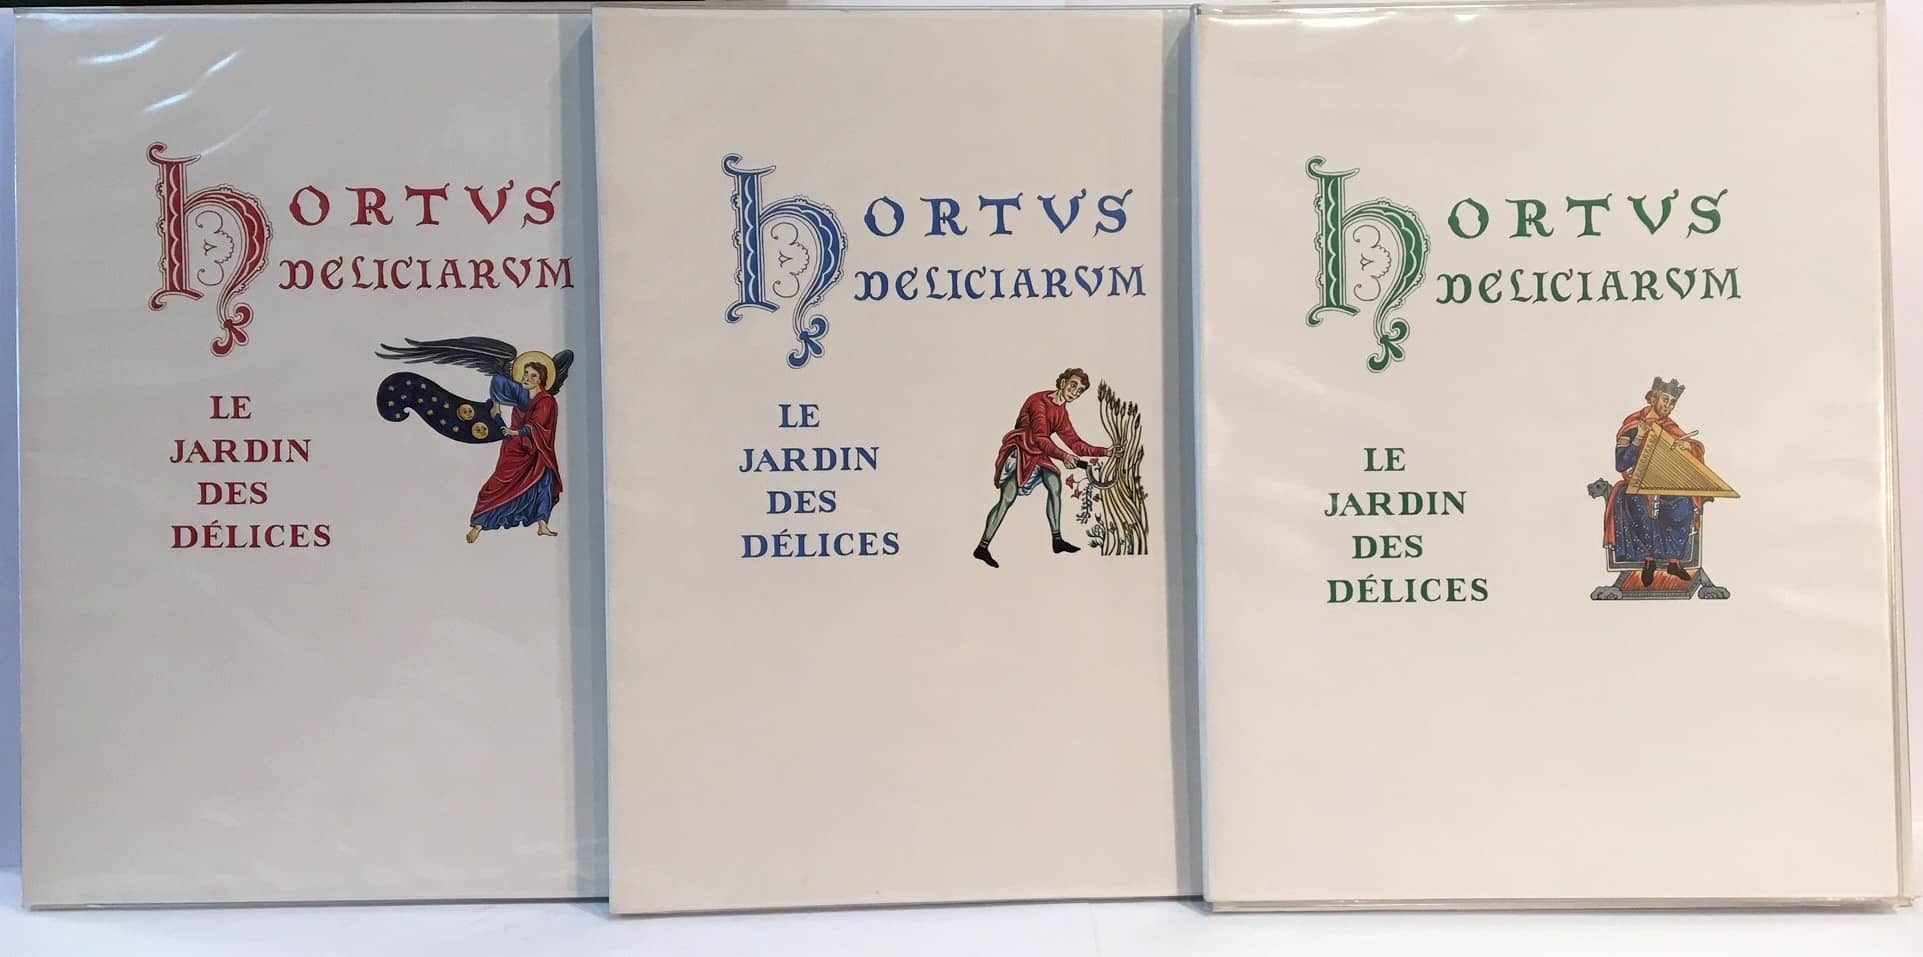 hORTVS
DELICIARVM
LE
JARDIN
DES
DÉLICES
hORTVS
DELICIARVM
LE
JARDIN
DES
DÉLICES
hORTVS
DELICIARVM
LE
JARDIN
DES
DÉLICES